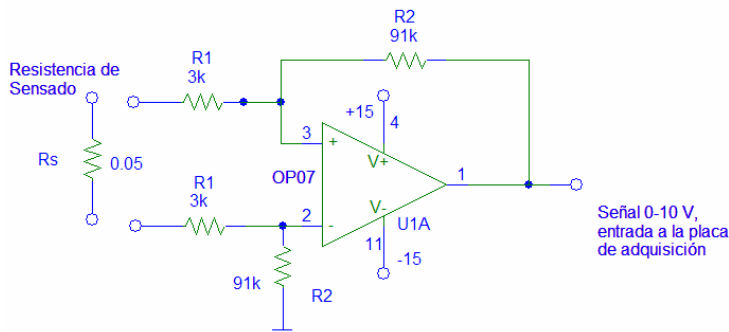 R2
91k
R1
3k
Resistencia de
Sensado
+15
4
3
+
V+
Rs
0.05
OP07
1
R1
3k
2
-
V-
U1A
11
-15
Señal 0-10 V,
entrada a la placa
de adquisición
91k
R2